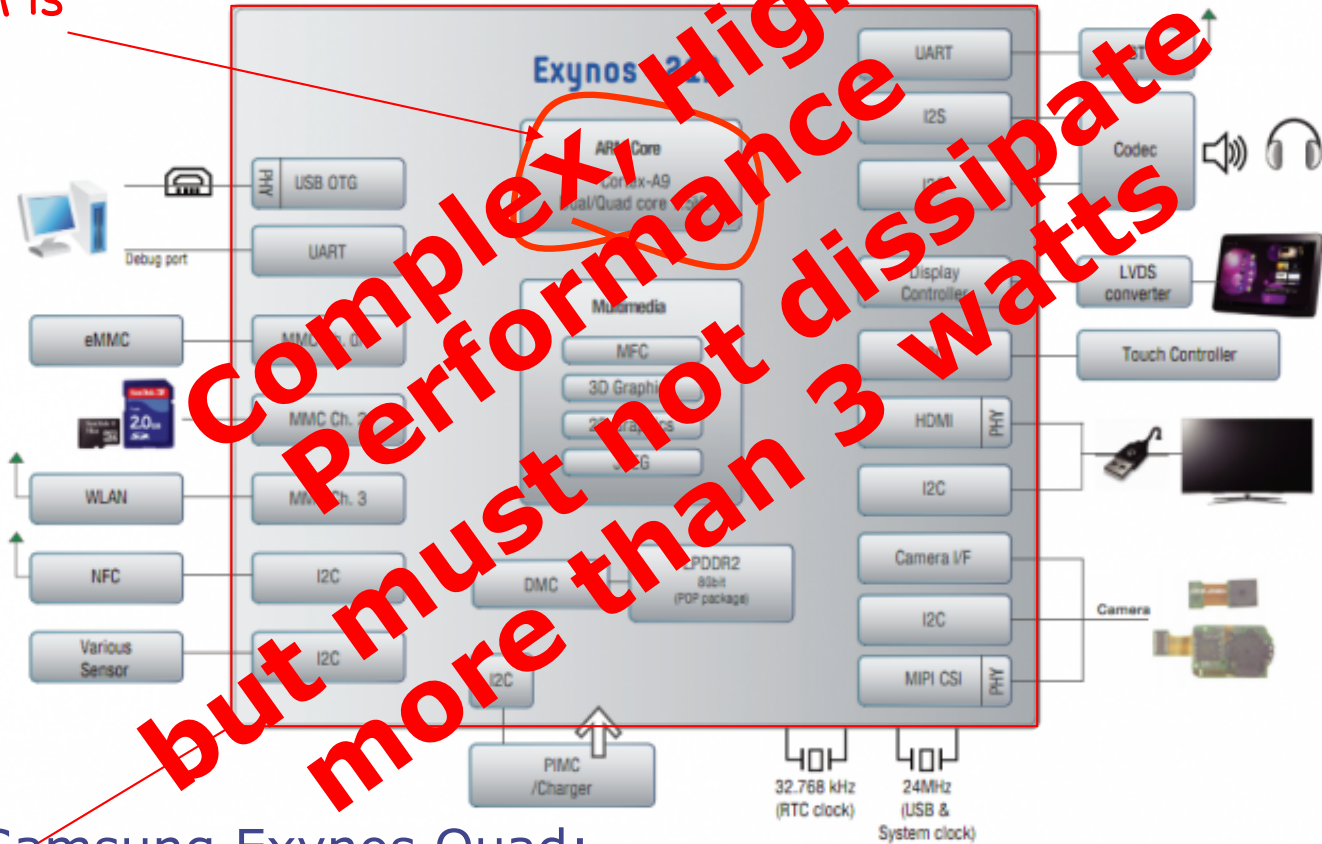 is
Complex, High
Performance
but must not dissipate
more than 3 watts
Exynos
ARM Core
Cortex-A9
Dual/Quad core
PHY
USB OTG
UART
Debug port
eMMC
2.0
MMC Ch. 2
WLAN
MMC Ch. 3
NFC
I2C
Various
Sensor
I2C
Multimedia
MFC
3D Graphics
2D Graphics
JPEG
DMC
LPDDR2
8Gbit
(POP package)
I2C
PIMC
/Charger
UART
I2S
Codec
Display
Controller
LVDS
converter
Touch Controller
HDMI
PHY
I2C
Camera I/F
I2C
Camera
MIPI CSI
PHY
32.768 kHz
(RTC clock)
24MHz
(USB &
System clock)
Samsung Exynos Quad: